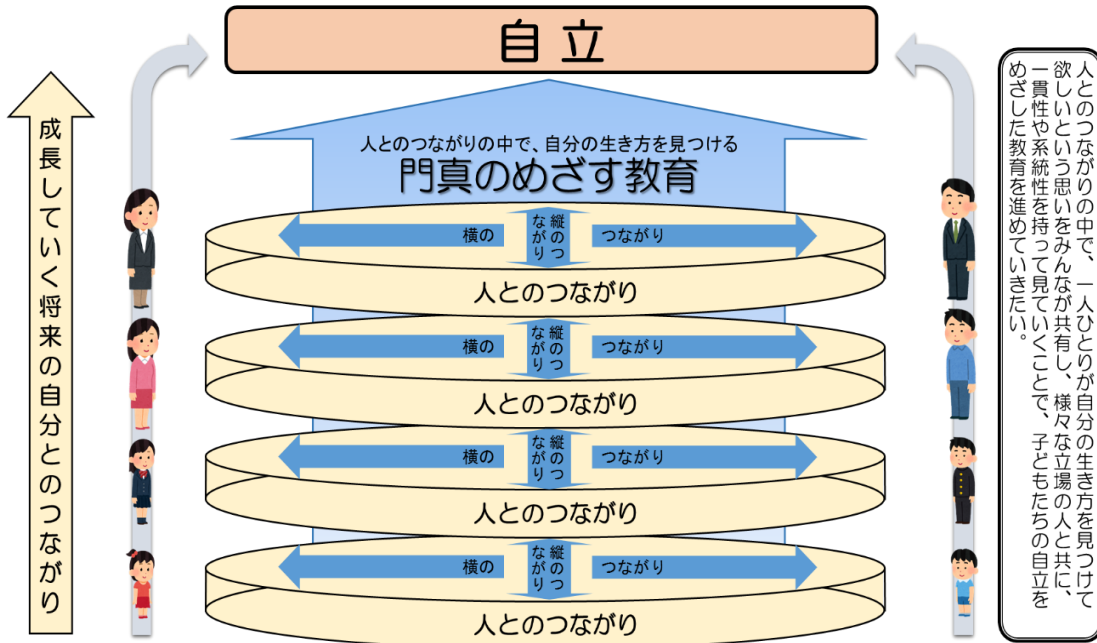 自立
人とのつながりの中で、自分の生き方を見つける
門真のめざす教育
横の
縦のつ
ながり
つながり
人とのつながり
横の
縦のつ
ながり
つながり
人とのつながり
横の
縦のつ
ながり
つながり
人とのつながり
横の
縦のつ
ながり
つながり
人とのつながり
成長していく将来の自分とのつながり
人とのつながりの中で、一人ひとりが自分の生き方を見つけて
欲しいという思いをみんなが共有し、様々な立場の人と共に、
一貫性や系統性を持って見ていくことで、子どもたちの自立を
めざした教育を進めていきたい。